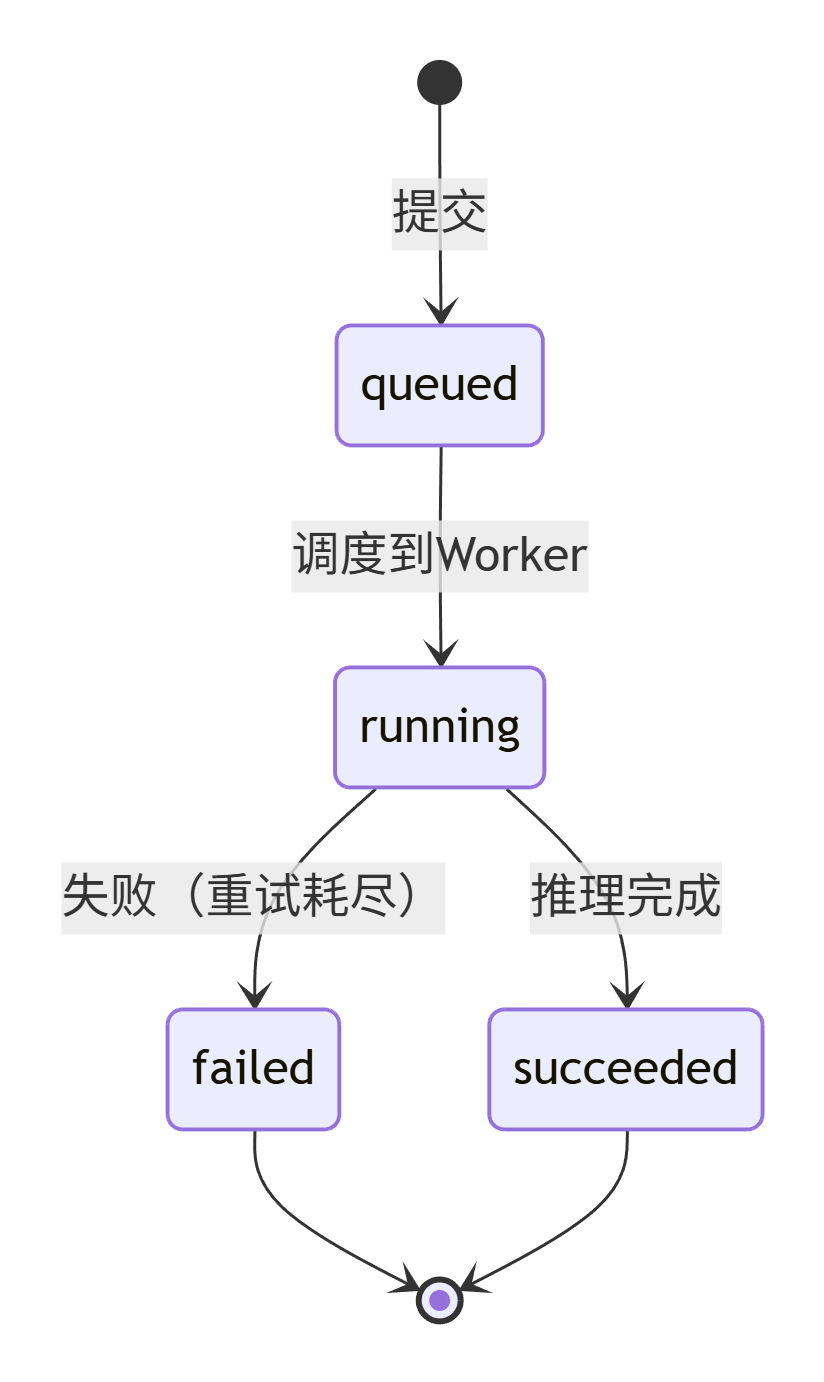 提交
queued
调度到Worker
running
失败（重试耗尽）
推理完成
failed
succeeded